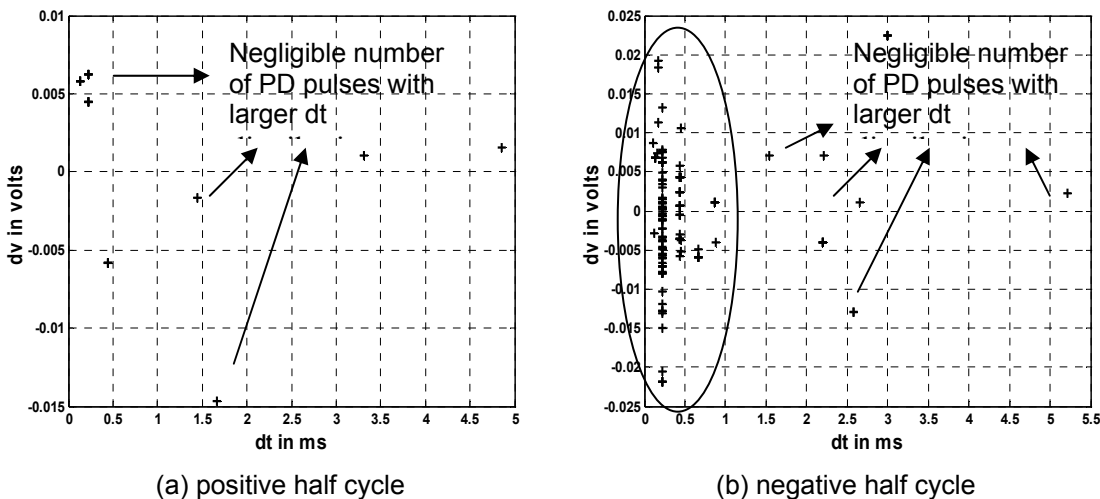 0.01
0.005
0
-0.005
-0.01
-0.015
dv in volts
0 0.5 1 1.5 2 2.5 3 3.5 4 4.5 5
dt in ms
Negligible number
of PD pulses with
larger dt
(a) positive half cycle
0.025
0.02
0.015
0.01
0.005
0
-0.005
-0.01
-0.015
-0.02
-0.025
dv in volts
0 0.5 1 1.5 2 2.5 3 3.5 4 4.5 5 5.5
dt in ms
Negligible number
of PD pulses with
larger dt
(b) negative half cycle